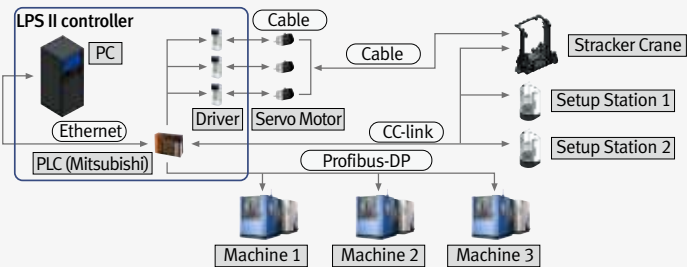 LPS II controller
Cable
PC
Cable
Stracker Crane
Driver
Servo Motor
Setup Station 1
Ethernet
CC-link
PLC (Mitsubishi)
Profibus-DP
Setup Station 2
Machine 1
Machine 2
Machine 3